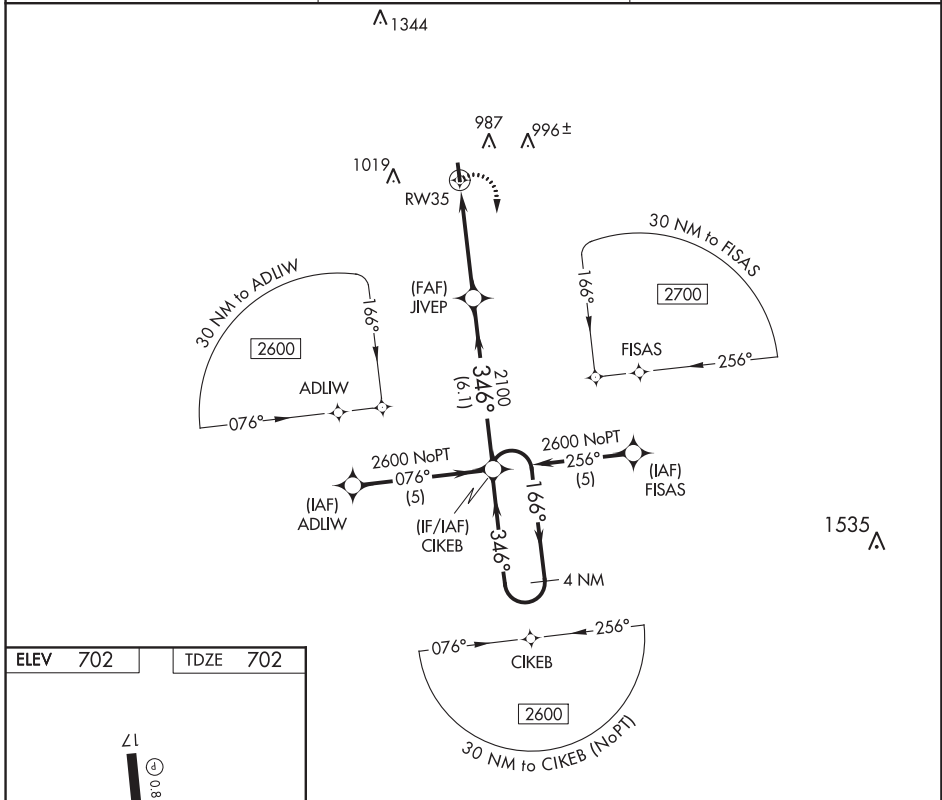 1344
987
996±
1019
RW35
30 NM to ADLIW
166°
2600
ADLIW
076°
30 NM to FISAS
166°
2700
FISAS
256°
(FAF)
JIVEP
2100
346°
(6.1)
2600 NoPT
076°
(5)
2600 NoPT
256°
(5)
(IAF)
ADLIW
(IF/IAF)
CIKEB
(IAF)
FISAS
166°
346°
4 NM
1535
076°
256°
CIKEB
2600
30 NM to CIKEB (NoPT)
ELEV 702
TDZE 702
17
P 0.8